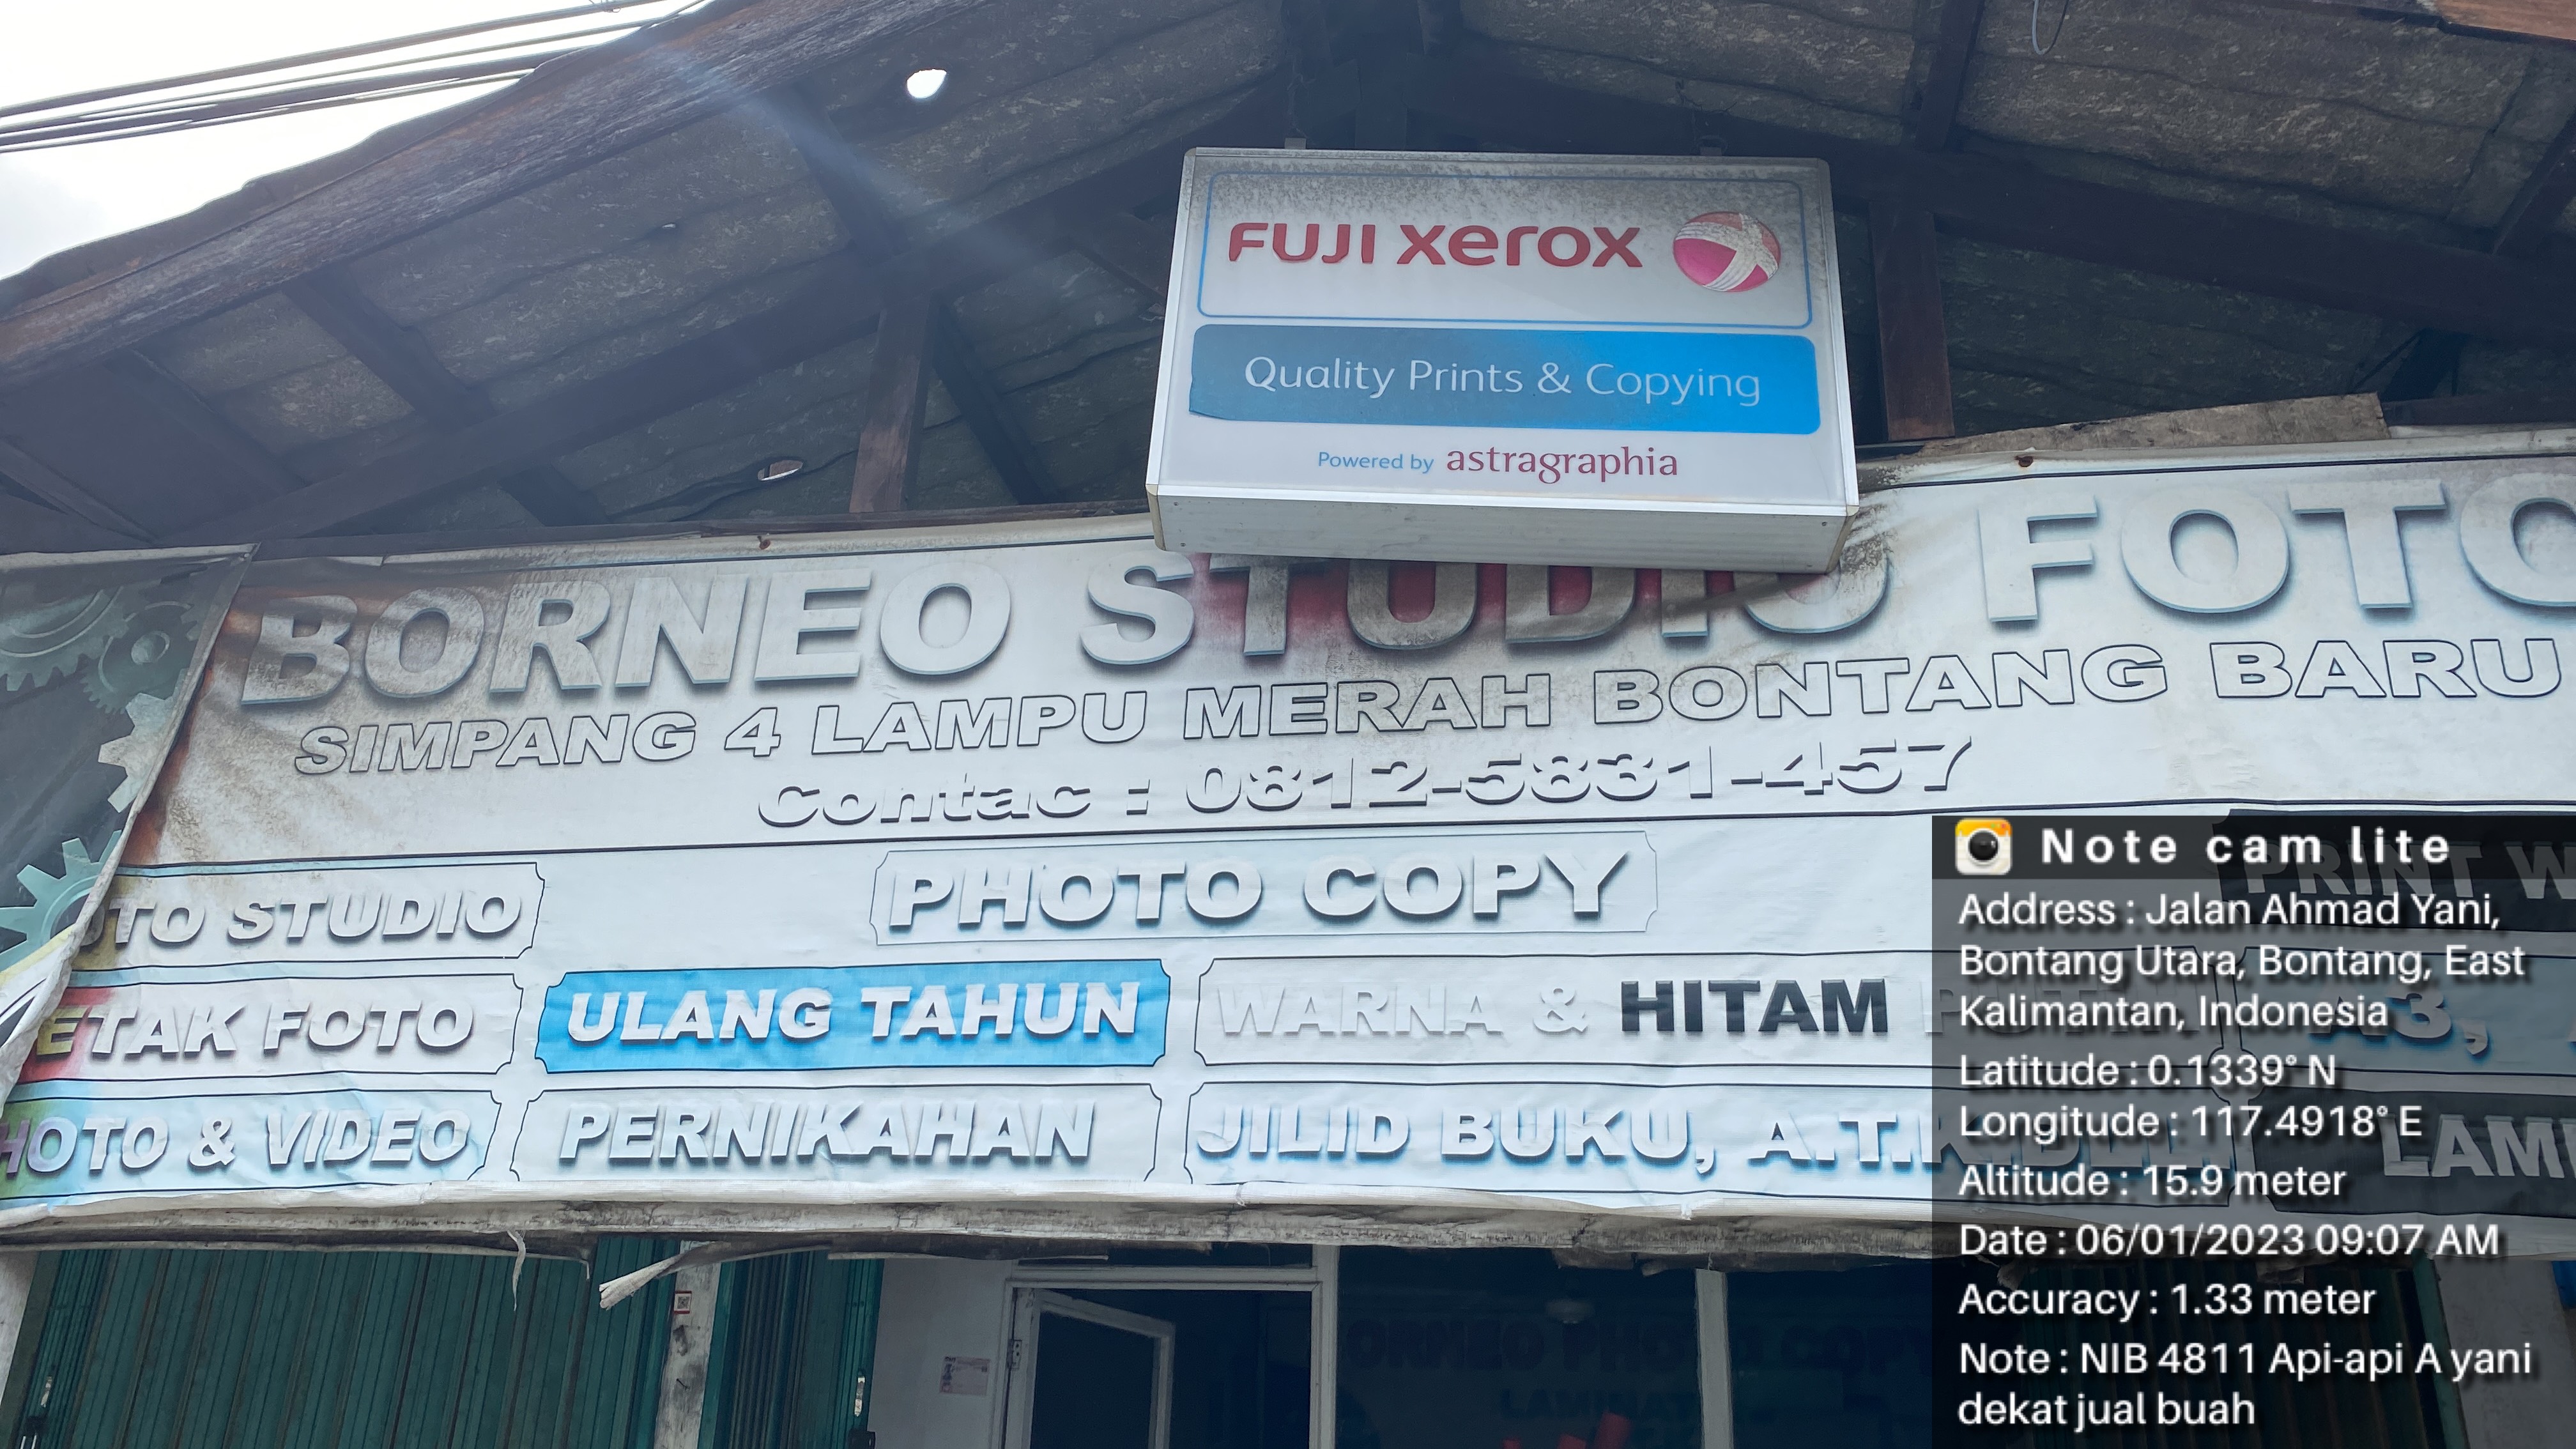 FUJI xerox
Quality Prints & Copying
Powered by astragraphia
BORNEO STUDIO FOTO
SIMPANG 4 LAMPU MERAH BONTANG BARU
Contac : 0812-5831-457
PHOTO COPY
PRINT
TO STUDIO
ETAK FOTO
ULANG TAHUN
WARNA & HITAM
A3,
HOTO & VIDEO
PERNIKAHAN
JILID BUKU, A.T.K
LAM
Note cam lite
Address : Jalan Ahmad Yani,
Bontang Utara, Bontang, East
Kalimantan, Indonesia
Latitude : 0.1339° N
Longitude : 117.4918° E
Altitude : 15.9 meter
Date : 06/01/2023 09:07 AM
Accuracy : 1.33 meter
Note : NIB 4811 Api-api A yani
dekat jual buah